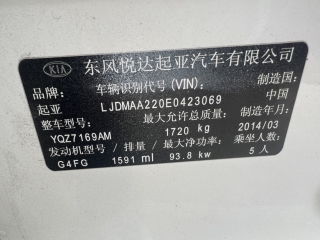 KIA 东风悦达起亚汽车有限公司
品牌: 车辆识别代号(VIN): 制造国:
起亚 LJDMAA220E0423069 中国
整车型号: 最大允许总质量: 制造年月:
YQZ7169AM 1720 kg 2014/03
发动机型号 / 排量 / 最大净功率: 乘坐人数:
G4FG 1591 ml 93.8 kw 5 人